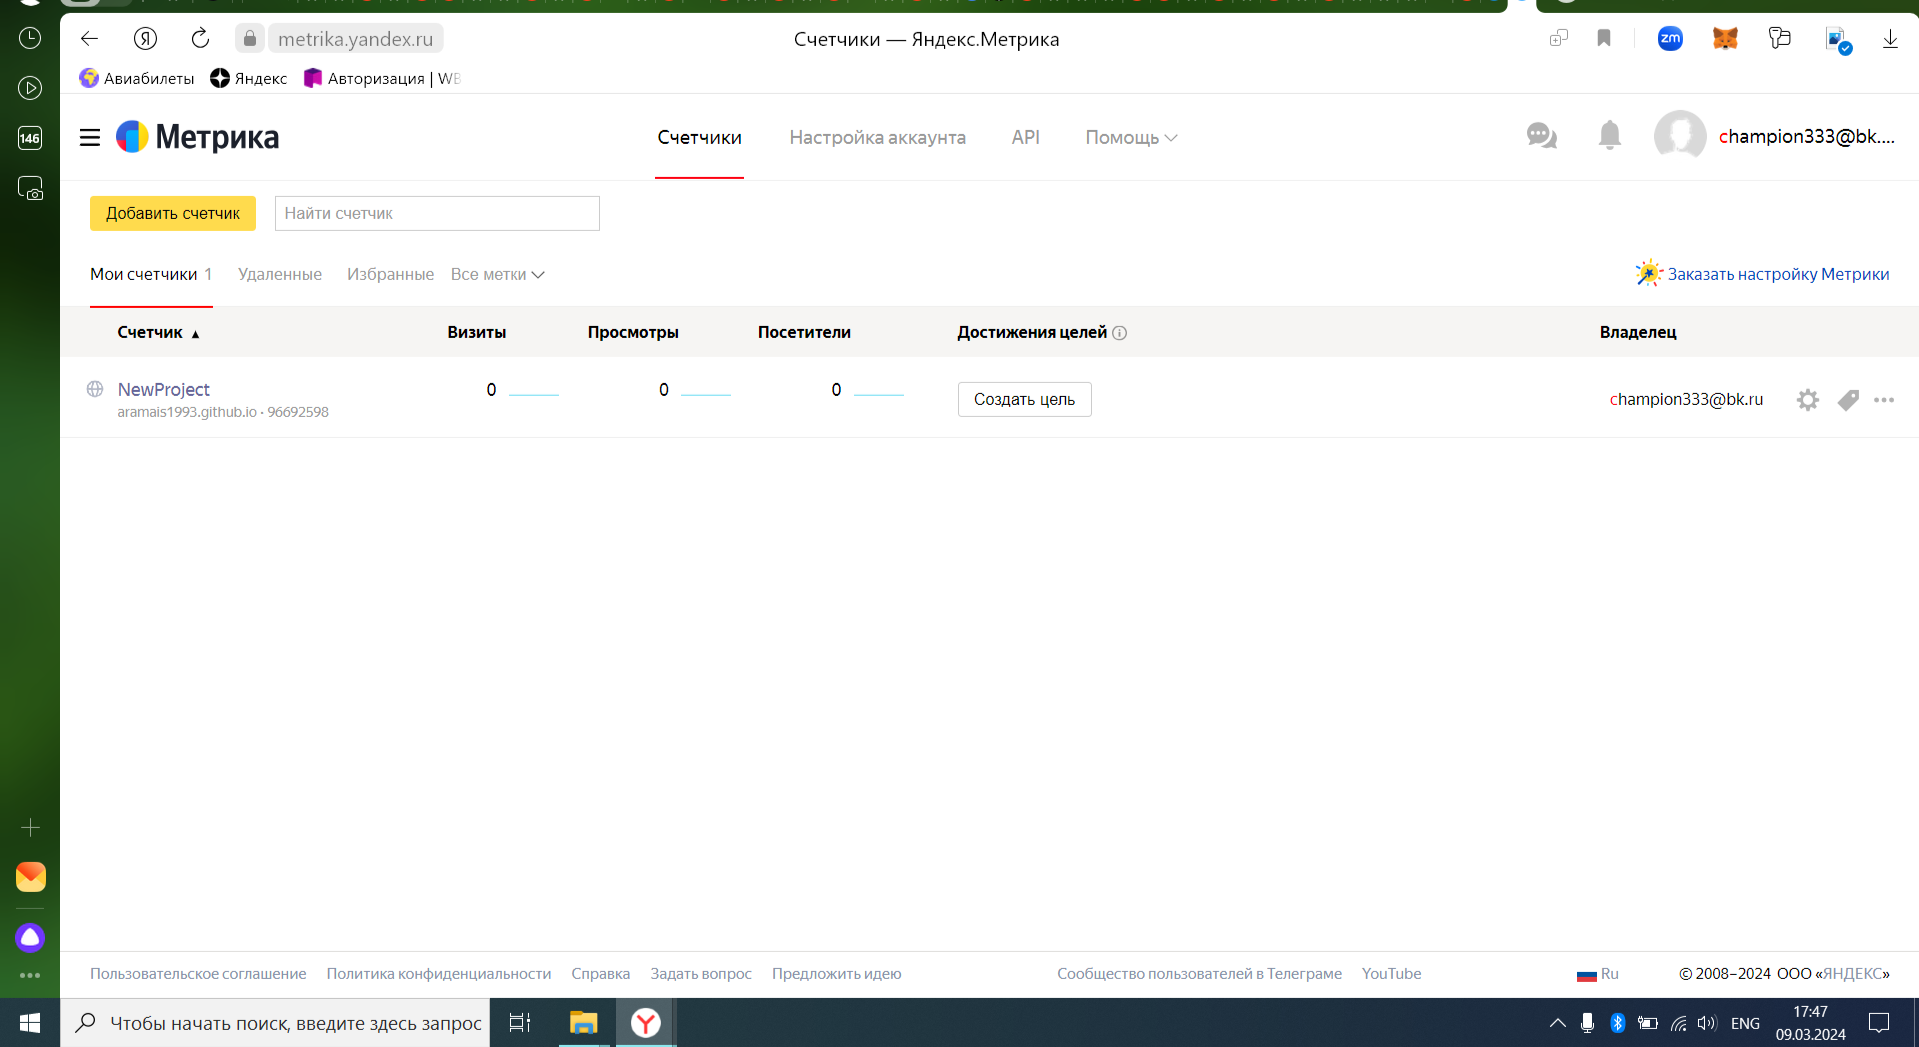 metrika.yandex.ru
Счетчики — Яндекс.Метрика
zm
Авиабилеты
Яндекс
Авторизация | WB
146
Метрика
Счетчики
Настройка аккаунта
API
Помощь
champion333@bk....
Добавить счетчик
Найти счетчик
Мои счетчики 1
Удаленные
Избранные
Все метки
Заказать настройку Метрики
Счетчик ▲
Визиты
Просмотры
Посетители
Достижения целей
Владелец
NewProject
aramais1993.github.io · 96692598
0
0
0
Создать цель
champion333@bk.ru
Пользовательское соглашение
Политика конфиденциальности
Справка
Задать вопрос
Предложить идею
Сообщество пользователей в Телеграме
YouTube
Ru
© 2008–2024 ООО «ЯНДЕКС»
Чтобы начать поиск, введите здесь запрос
ENG
17:47
09.03.2024